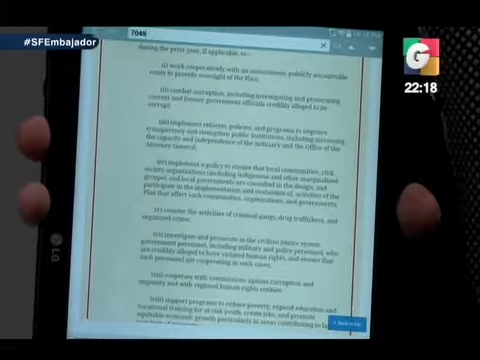 #SFEmbajador
7045
10:18 PM
G
22:18
during the prior year, if applicable, to—
(i) work cooperatively with an autonomous, publicly accountable
entity to provide oversight of the Plan;
(ii) combat corruption, including investigating and prosecuting
current and former government officials credibly alleged to be
corrupt;
(iii) implement reforms, policies, and programs to improve
transparency and strengthen public institutions, including increasing
the capacity and independence of the judiciary and the Office of the
Attorney General;
(iv) implement a policy to ensure that local communities, civil
society organizations (including indigenous and other marginalized
groups), and local governments are consulted in the design, and
participate in the implementation and evaluation of, activities of the
Plan that affect such communities, organizations, and governments;
(v) counter the activities of criminal gangs, drug traffickers, and
organized crime;
(vi) investigate and prosecute in the civilian justice system
government personnel, including military and police personnel, who
are credibly alleged to have violated human rights, and ensure that
such personnel are cooperating in such cases;
(vii) cooperate with commissions against corruption and
impunity and with regional human rights entities;
(viii) support programs to reduce poverty, expand education and
vocational training for at-risk youth, create jobs, and promote
equitable economic growth particularly in areas contributing to
LG